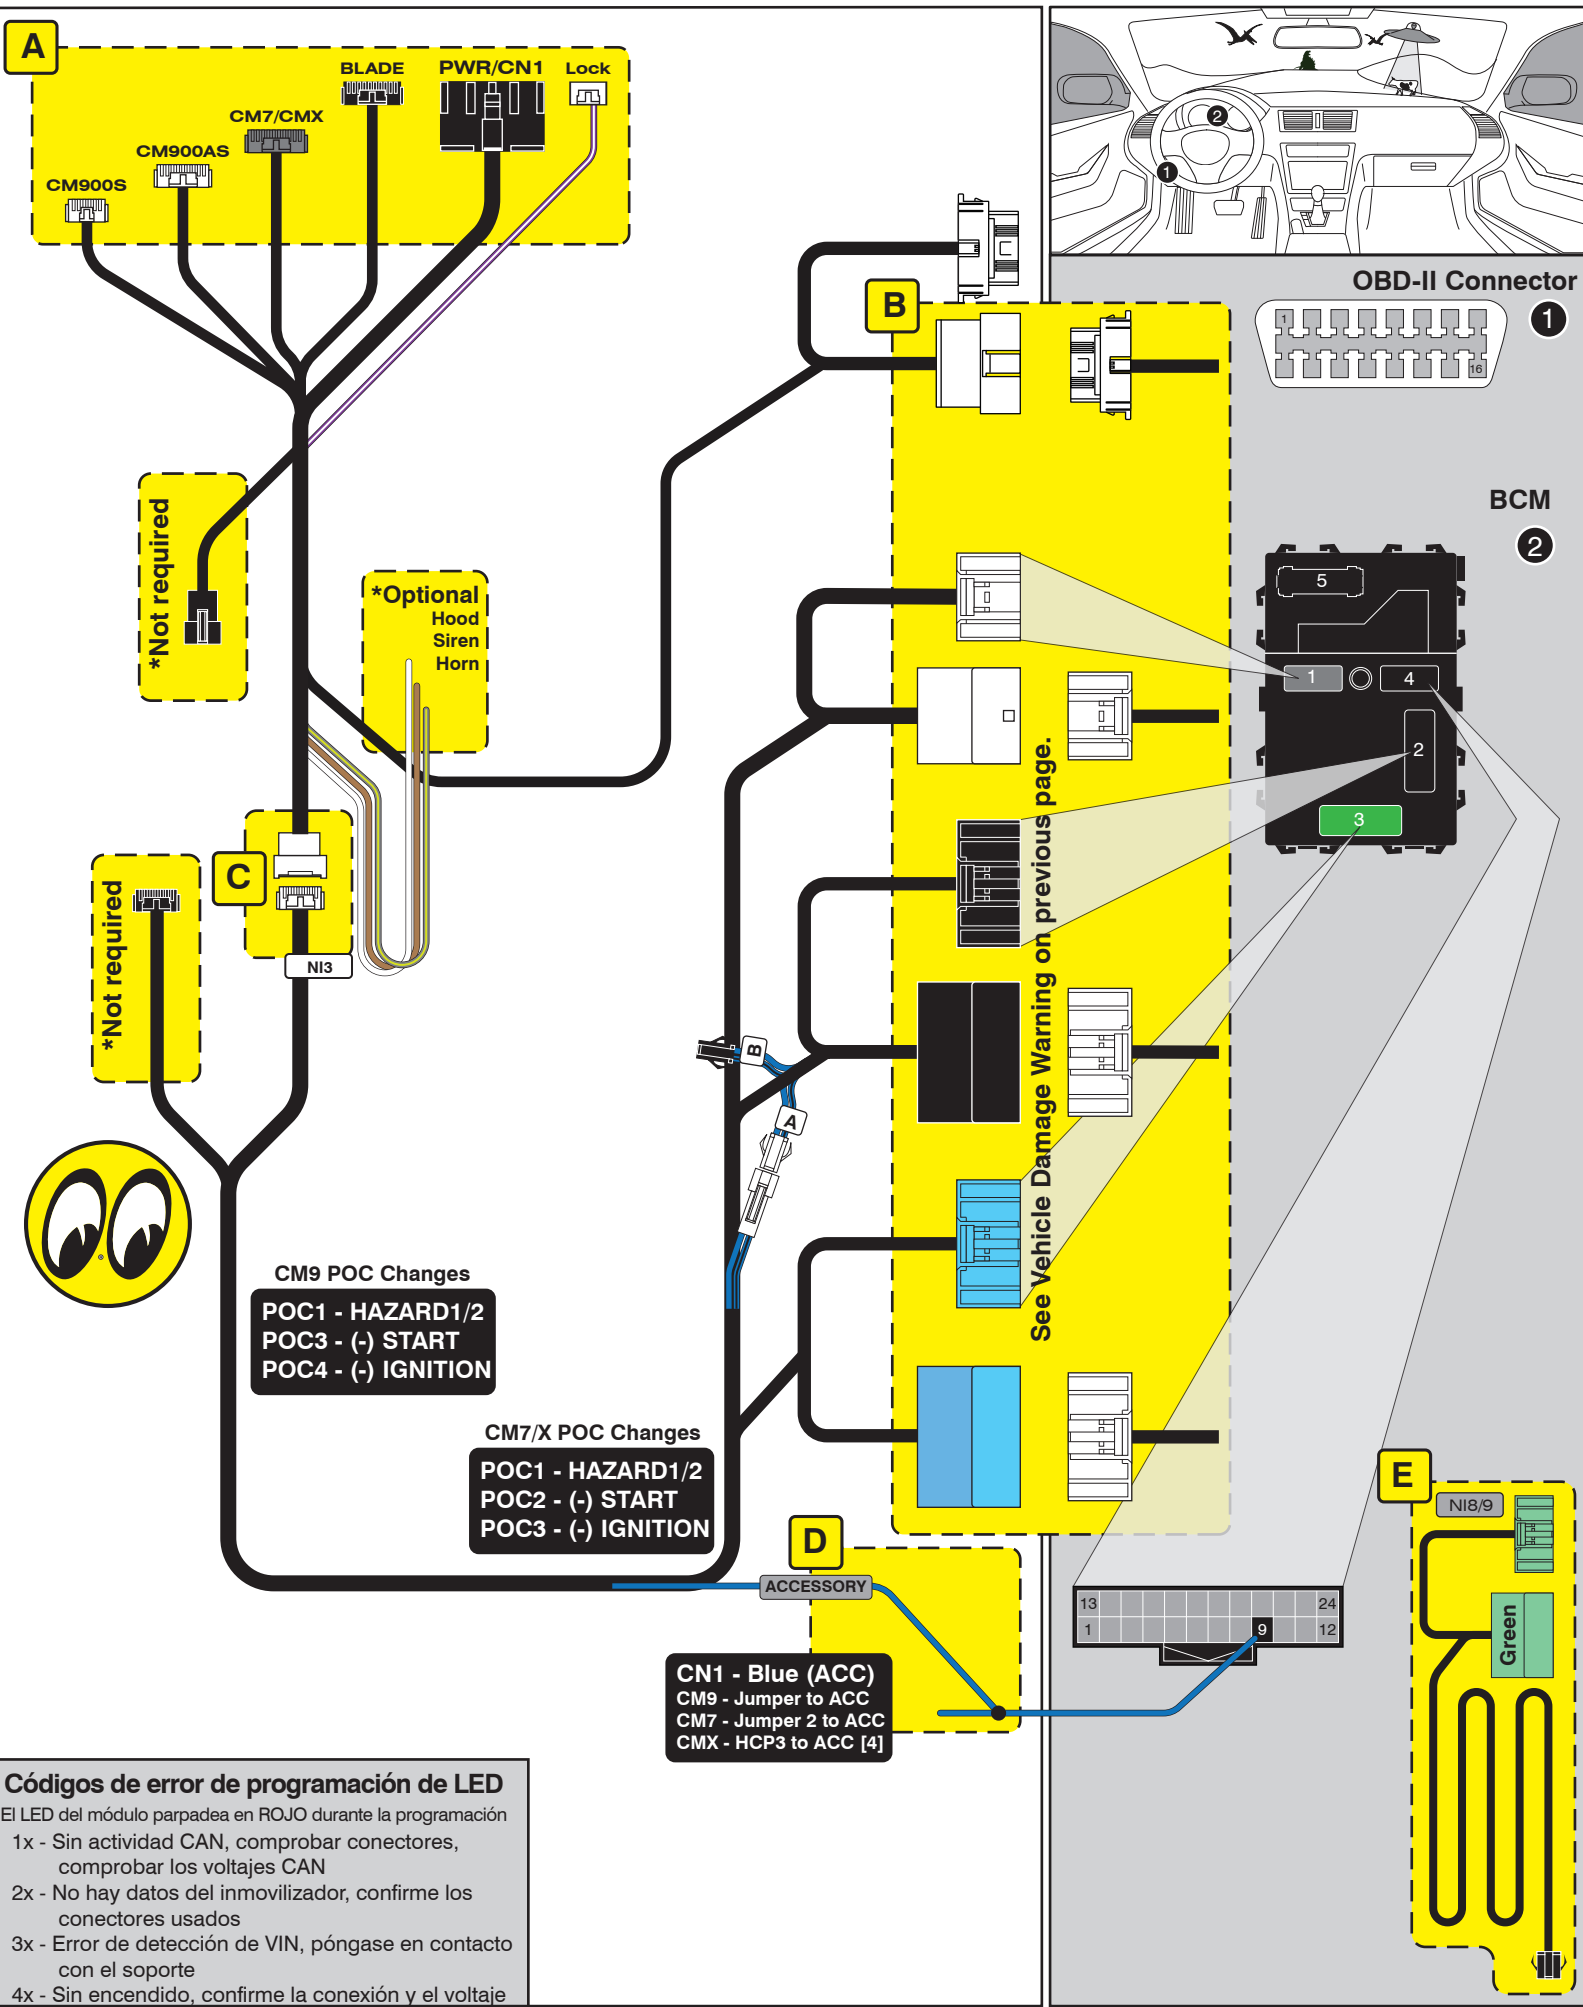 A
BLADE
PWR/CN1
Lock
CM7/CMX
CM900AS
CM900S
2
1
OBD-II Connector
1
1
16
B
BCM
2
5
1
4
2
3
*Not required
*Optional
Hood
Siren
Horn
C
*Not required
NI3
See Vehicle Damage Warning on previous page.
B
A
CM9 POC Changes
POC1 - HAZARD1/2
POC3 - (-) START
POC4 - (-) IGNITION
CM7/X POC Changes
POC1 - HAZARD1/2
POC2 - (-) START
POC3 - (-) IGNITION
D
ACCESSORY
CN1 - Blue (ACC)
CM9 - Jumper to ACC
CM7 - Jumper 2 to ACC
CMX - HCP3 to ACC [4]
13
24
1
9
12
E
NI8/9
Green
Códigos de error de programación de LED
El LED del módulo parpadea en ROJO durante la programación
1x - Sin actividad CAN, comprobar conectores,
comprobar los voltajes CAN
2x - No hay datos del inmovilizador, confirme los
conectores usados
3x - Error de detección de VIN, póngase en contacto
con el soporte
4x - Sin encendido, confirme la conexión y el voltaje